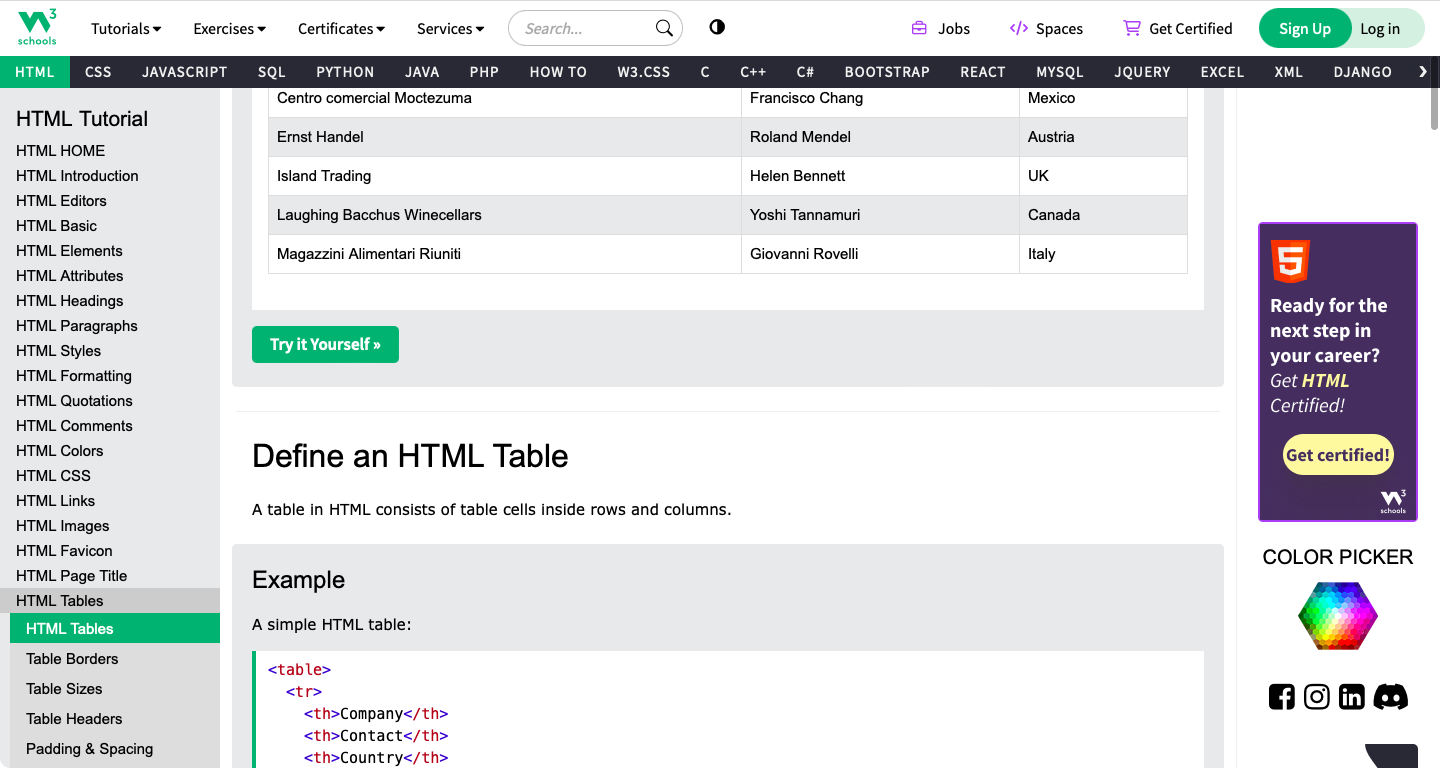 W3 schools
Tutorials Exercises Certificates Services Search... Jobs Spaces Get Certified Sign Up Log in
HTML CSS JAVASCRIPT SQL PYTHON JAVA PHP HOW TO W3.CSS C C++ C# BOOTSTRAP REACT MYSQL JQUERY EXCEL XML DJANGO ❯
HTML Tutorial
HTML HOME
HTML Introduction
HTML Editors
HTML Basic
HTML Elements
HTML Attributes
HTML Headings
HTML Paragraphs
HTML Styles
HTML Formatting
HTML Quotations
HTML Comments
HTML Colors
HTML CSS
HTML Links
HTML Images
HTML Favicon
HTML Page Title
HTML Tables
HTML Tables
Table Borders
Table Sizes
Table Headers
Padding & Spacing
Centro comercial Moctezuma Francisco Chang Mexico
Ernst Handel Roland Mendel Austria
Island Trading Helen Bennett UK
Laughing Bacchus Winecellars Yoshi Tannamuri Canada
Magazzini Alimentari Riuniti Giovanni Rovelli Italy
Try it Yourself »
Define an HTML Table
A table in HTML consists of table cells inside rows and columns.
Example
A simple HTML table:
<table>
<tr>
<th>Company</th>
<th>Contact</th>
<th>Country</th>
5
Ready for the
next step in
your career?
Get HTML
Certified!
Get certified!
W3 schools
COLOR PICKER